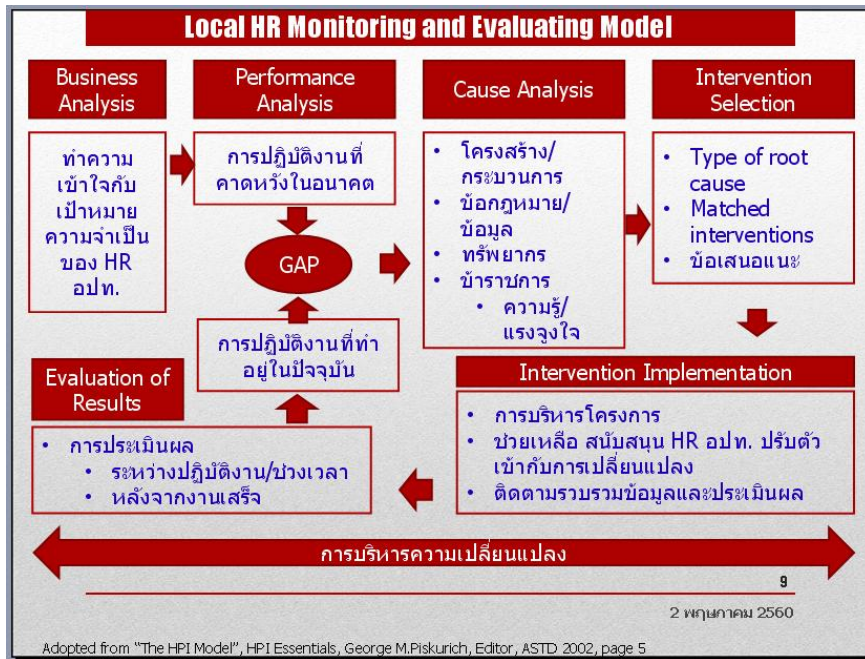 Local HR Monitoring and Evaluating Model
Business
Analysis
ทำความ
เข้าใจกับ
เป้าหมาย
ความจำเป็น
ของ HR
อปท.
Performance
Analysis
การปฏิบัติงานที่
คาดหวังในอนาคต
GAP
การปฏิบัติงานที่ทำ
อยู่ในปัจจุบัน
Cause Analysis
• โครงสร้าง/
กระบวนการ
• ข้อกฎหมาย/
ข้อมูล
• ทรัพยากร
• ข้าราชการ
• ความรู้/
แรงจูงใจ
Intervention
Selection
• Type of root
cause
• Matched
interventions
• ข้อเสนอแนะ
Intervention Implementation
• การบริหารโครงการ
• ช่วยเหลือ สนับสนุน HR อปท. ปรับตัว
เข้ากับการเปลี่ยนแปลง
• ติดตามรวบรวมข้อมูลและประเมินผล
Evaluation of
Results
• การประเมินผล
• ระหว่างปฏิบัติงาน/ช่วงเวลา
• หลังจากงานเสร็จ
การบริหารความเปลี่ยนแปลง
9
2 พฤษภาคม 2560
Adopted from “The HPI Model”, HPI Essentials, George M.Piskurich, Editor, ASTD 2002, page 5